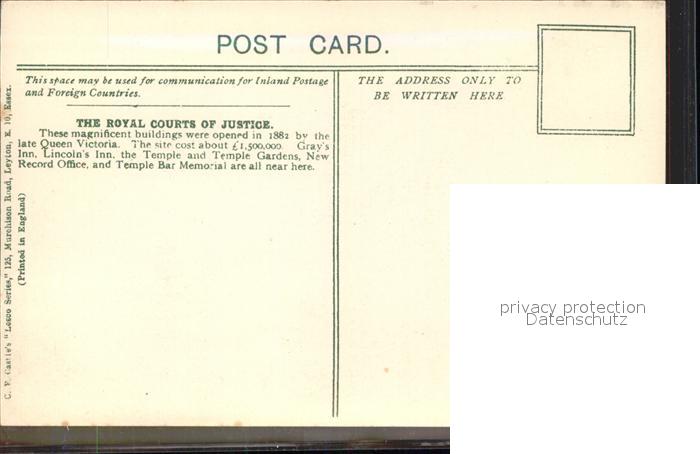 POST CARD.
This space may be used for communication for Inland Postage
and Foreign Countries.
THE ADDRESS ONLY TO
BE WRITTEN HERE
THE ROYAL COURTS OF JUSTICE.
These magnificent buildings were opened in 1882 by the
late Queen Victoria. The site cost about £1,500,000. Gray's
Inn, Lincoln's Inn, the Temple and Temple Gardens, New
Record Office, and Temple Bar Memorial are all near here.
C. F. Castle's "Lesco Series," 125, Murchison Road, Leyton, E. 10, Essex.
(Printed in England)
privacy protection
Datenschutz